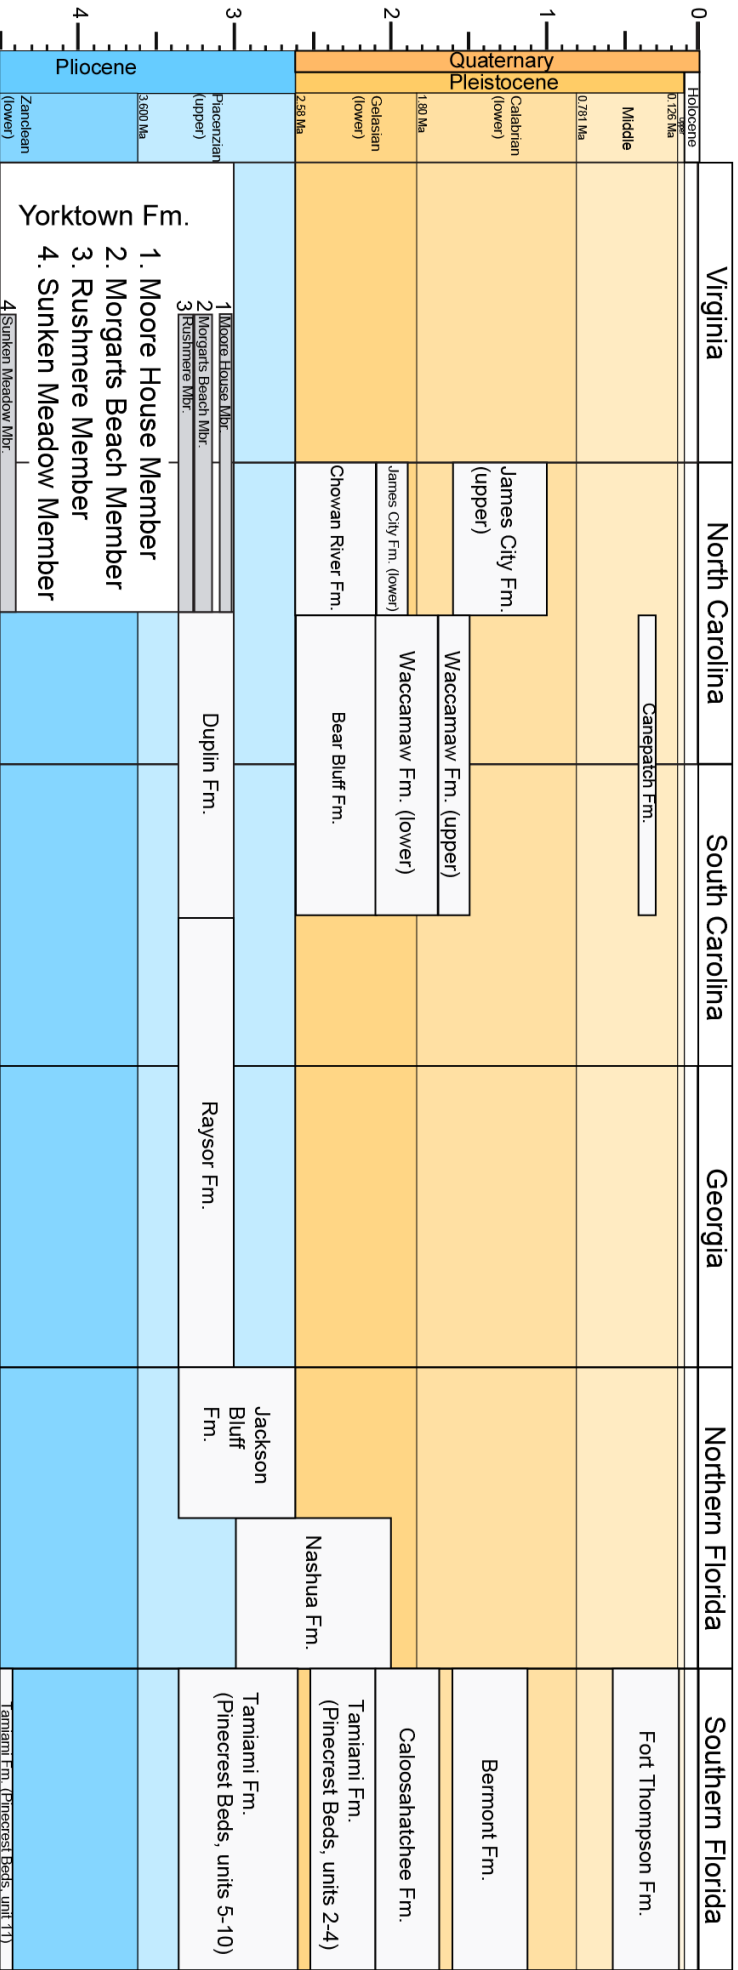 0
1
2
3
4
Quaternary
Pliocene
Pleistocene
Holocene
Upper
0.126 Ma
Middle
0.781 Ma
Calabrian
(lower)
1.80 Ma
Gelasian
(lower)
2.58 Ma
Piacenzian
(upper)
3.600 Ma
Zanclean
(lower)
Virginia
North Carolina
South Carolina
Georgia
Northern Florida
Southern Florida
Yorktown Fm.
1. Moore House Member
2. Morgarts Beach Member
3. Rushmere Member
4. Sunken Meadow Member
1
Moore House Mbr.
2
Morgarts Beach Mbr.
3
Rushmere Mbr.
4
Sunken Meadow Mbr.
James City Fm.
(upper)
James City Fm. (lower)
Chowan River Fm.
Canepatch Fm.
Waccamaw Fm. (upper)
Waccamaw Fm. (lower)
Bear Bluff Fm.
Duplin Fm.
Raysor Fm.
Jackson
Bluff
Fm.
Nashua Fm.
Fort Thompson Fm.
Bermont Fm.
Caloosahatchee Fm.
Tamiami Fm.
(Pinecrest Beds, units 2-4)
Tamiami Fm.
(Pinecrest Beds, units 5-10)
Tamiami Fm. (Pinecrest Beds, unit 11)